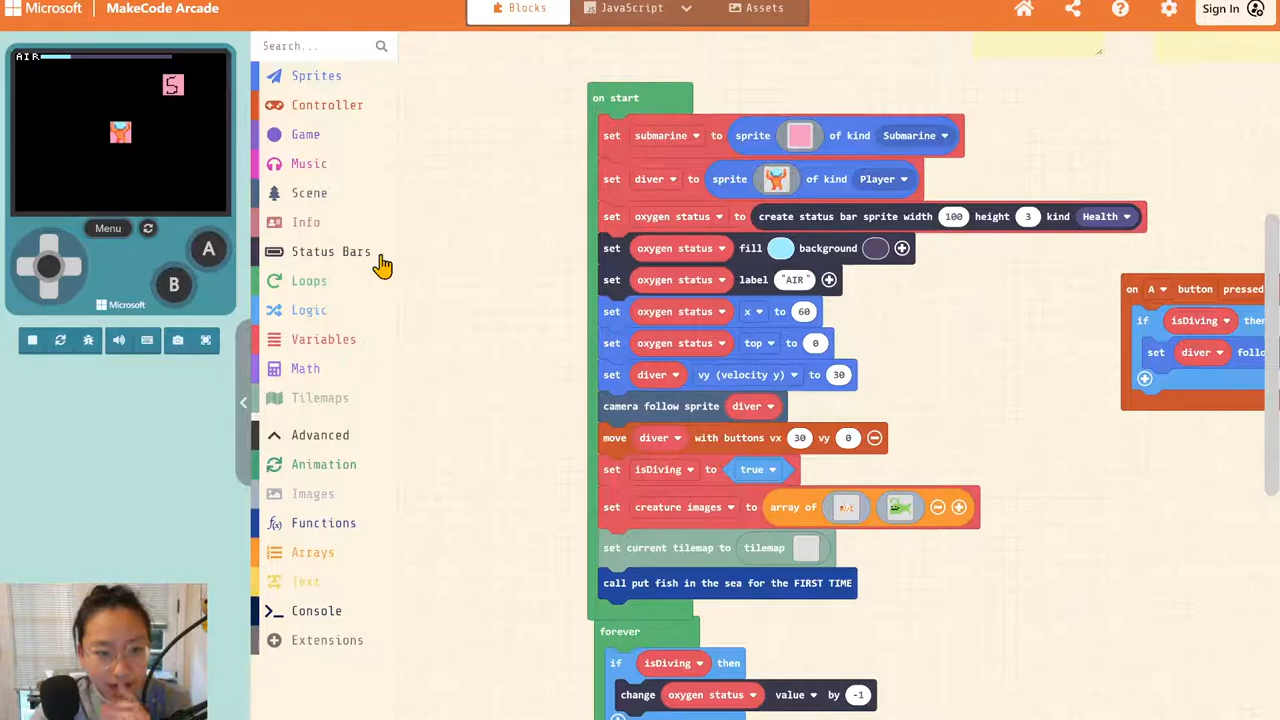 Microsoft
MakeCode Arcade
Blocks
JavaScript
Assets
Sign In
AIR
S
Menu
A
B
Microsoft
Search...
Sprites
Controller
Game
Music
Scene
Info
Status Bars
Loops
Logic
Variables
Math
Tilemaps
Advanced
Animation
Images
Functions
Arrays
Text
Console
Extensions
on start
set submarine to sprite of kind Submarine
set diver to sprite of kind Player
set oxygen status to create status bar sprite width 100 height 3 kind Health
set oxygen status fill background
set oxygen status label "AIR"
set oxygen status x to 60
set oxygen status top to 0
set diver vy (velocity y) to 30
camera follow sprite diver
move diver with buttons vx 30 vy 0
set isDiving to true
set creature images to array of
set current tilemap to tilemap
call put fish in the sea for the FIRST TIME
forever
if isDiving then
change oxygen status value by -1
on A button pressed
if isDiving then
set diver follo